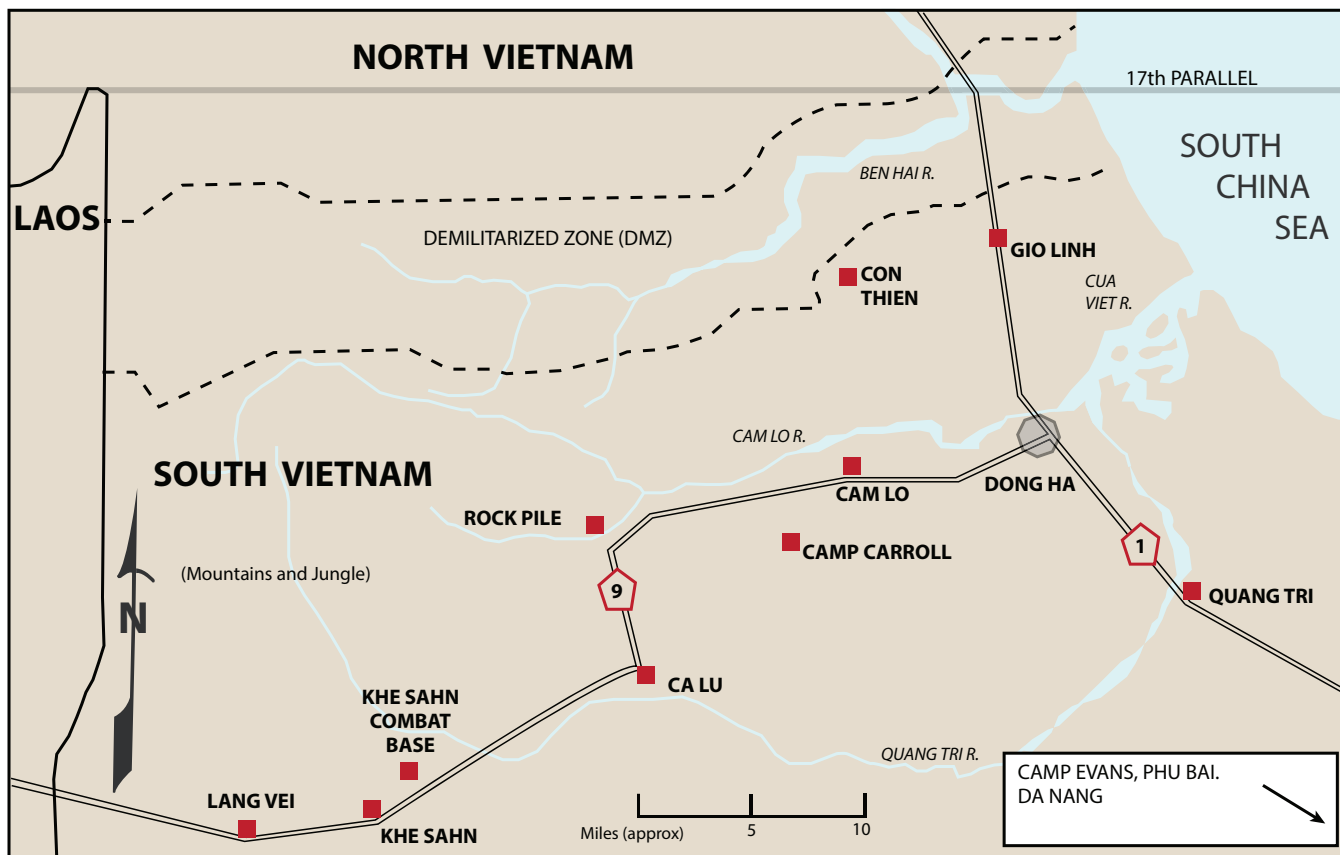 NORTH VIETNAM
17th PARALLEL
SOUTH
CHINA
SEA
BEN HAI R.
LAOS
DEMILITARIZED ZONE (DMZ)
GIO LINH
CON
THIEN
CUA
VIET R.
CAM LO R.
SOUTH VIETNAM
CAM LO
DONG HA
ROCK PILE
CAMP CARROLL
1
(Mountains and Jungle)
9
QUANG TRI
N
CA LU
KHE SAHN
COMBAT
BASE
QUANG TRI R.
LANG VEI
KHE SAHN
Miles (approx)
5
10
CAMP EVANS, PHU BAI.
DA NANG